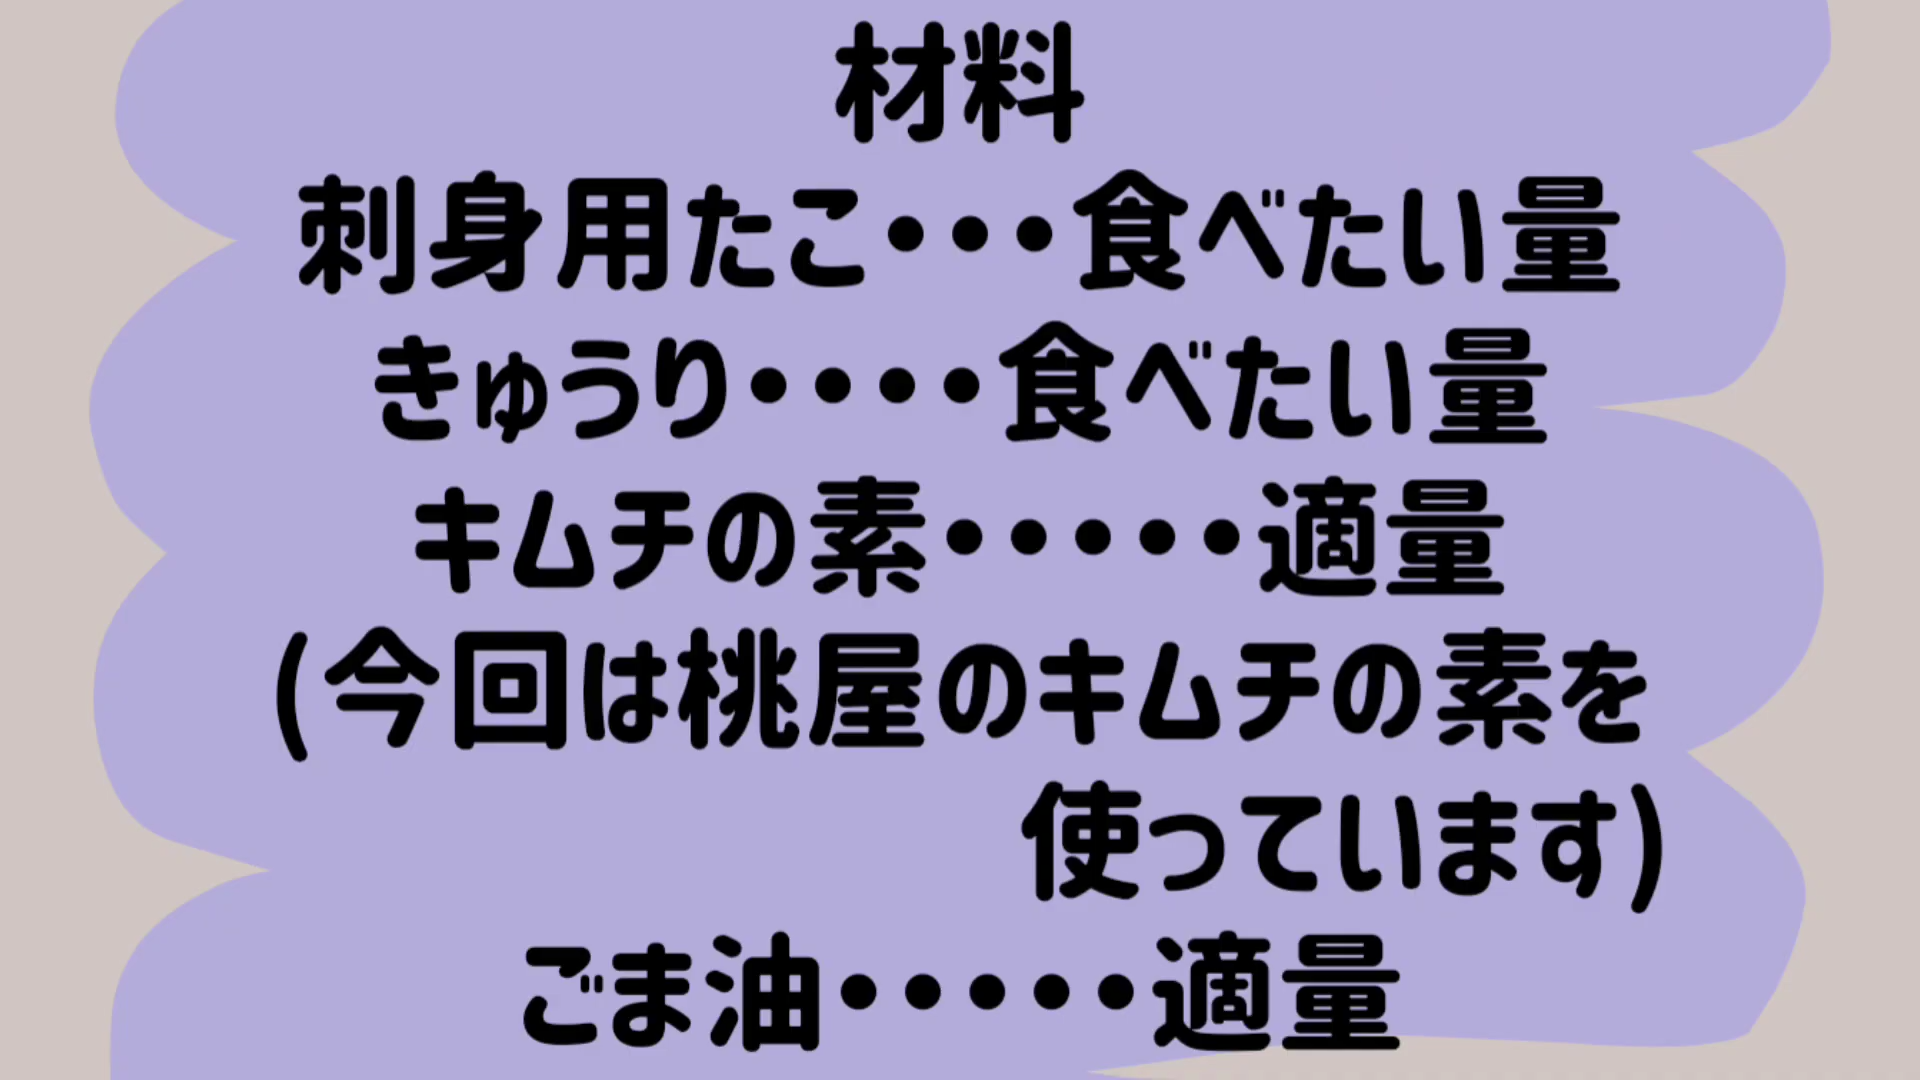 材料
刺身用たこ・・・食べたい量
きゅうり・・・・食べたい量
キムチの素・・・・・適量
(今回は桃屋のキムチの素を
使っています)
ごま油・・・・・適量